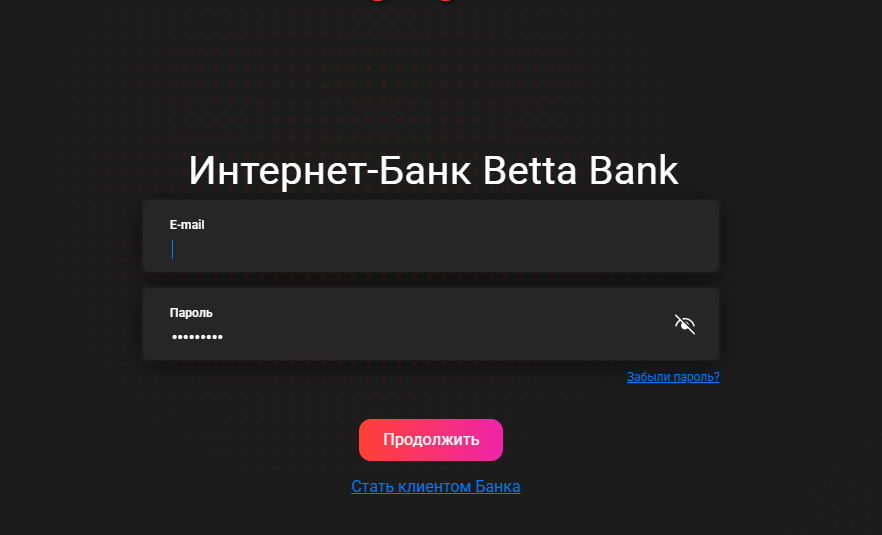 Интернет-Банк Betta Bank
E-mail
Пароль
•••••••••
Забыли пароль?
Продолжить
Стать клиентом Банка